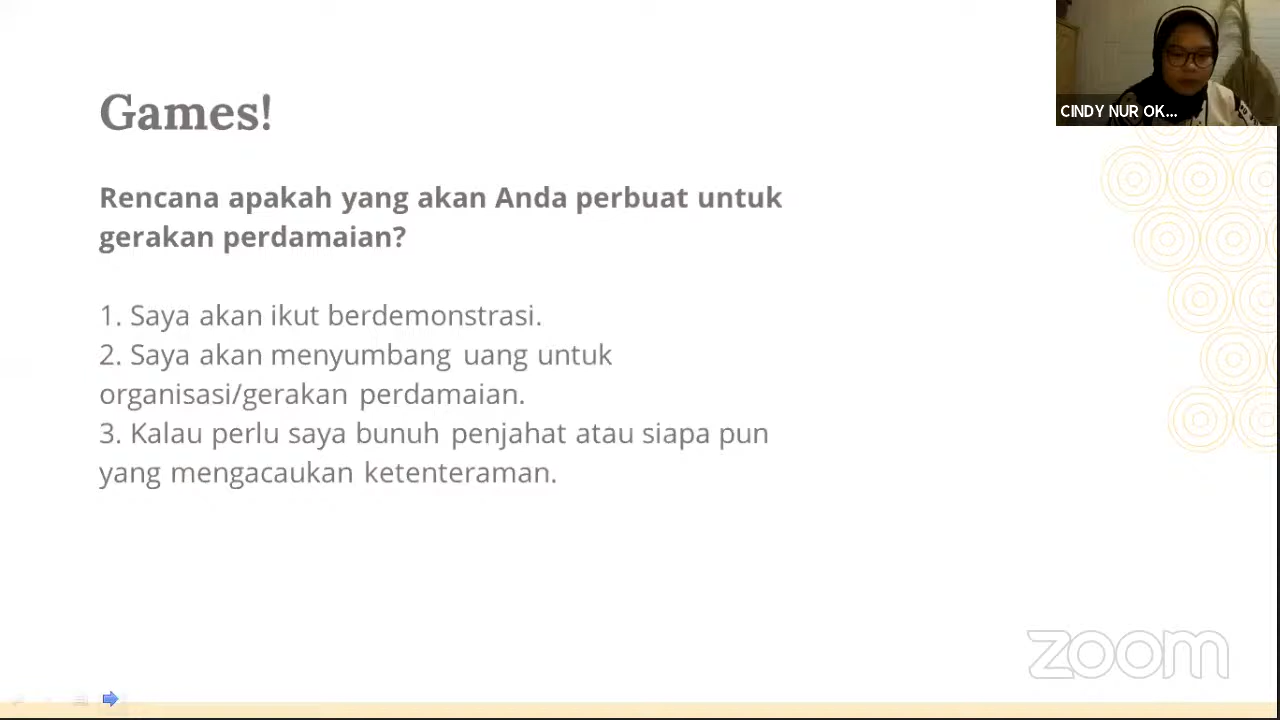 CINDY NUR OK...
Games!
Rencana apakah yang akan Anda perbuat untuk
gerakan perdamaian?
1. Saya akan ikut berdemonstrasi.
2. Saya akan menyumbang uang untuk
organisasi/gerakan perdamaian.
3. Kalau perlu saya bunuh penjahat atau siapa pun
yang mengacaukan ketenteraman.
zoom